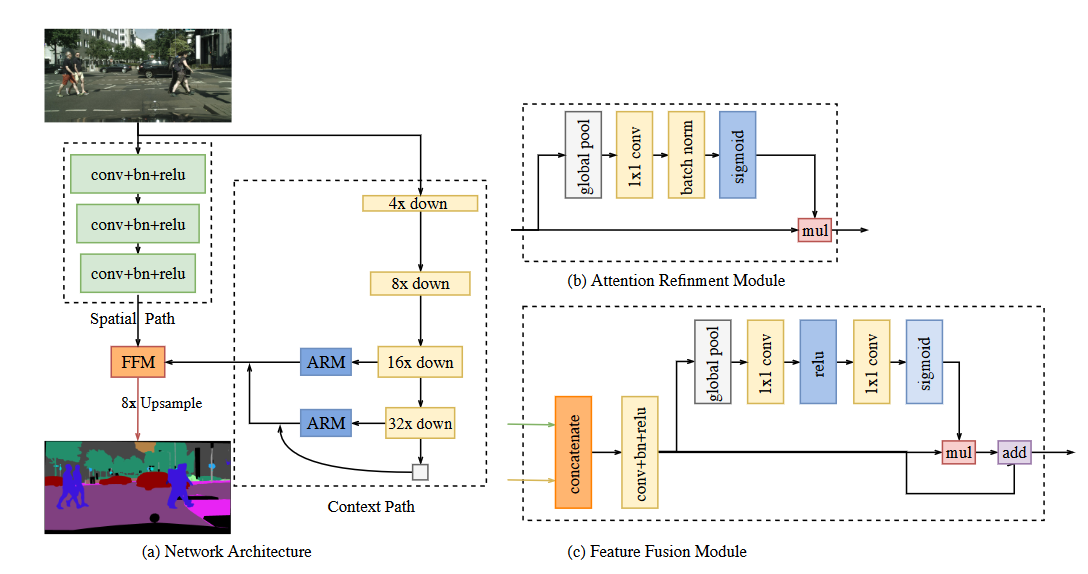 conv+bn+relu
conv+bn+relu
conv+bn+relu
Spatial Path
FFM
8x Upsample
4x down
8x down
16x down
ARM
32x down
ARM
Context Path
(a) Network Architecture
global pool
1x1 conv
batch norm
sigmoid
mul
(b) Attention Refinment Module
concatenate
conv+bn+relu
global pool
1x1 conv
relu
1x1 conv
sigmoid
mul
add
(c) Feature Fusion Module